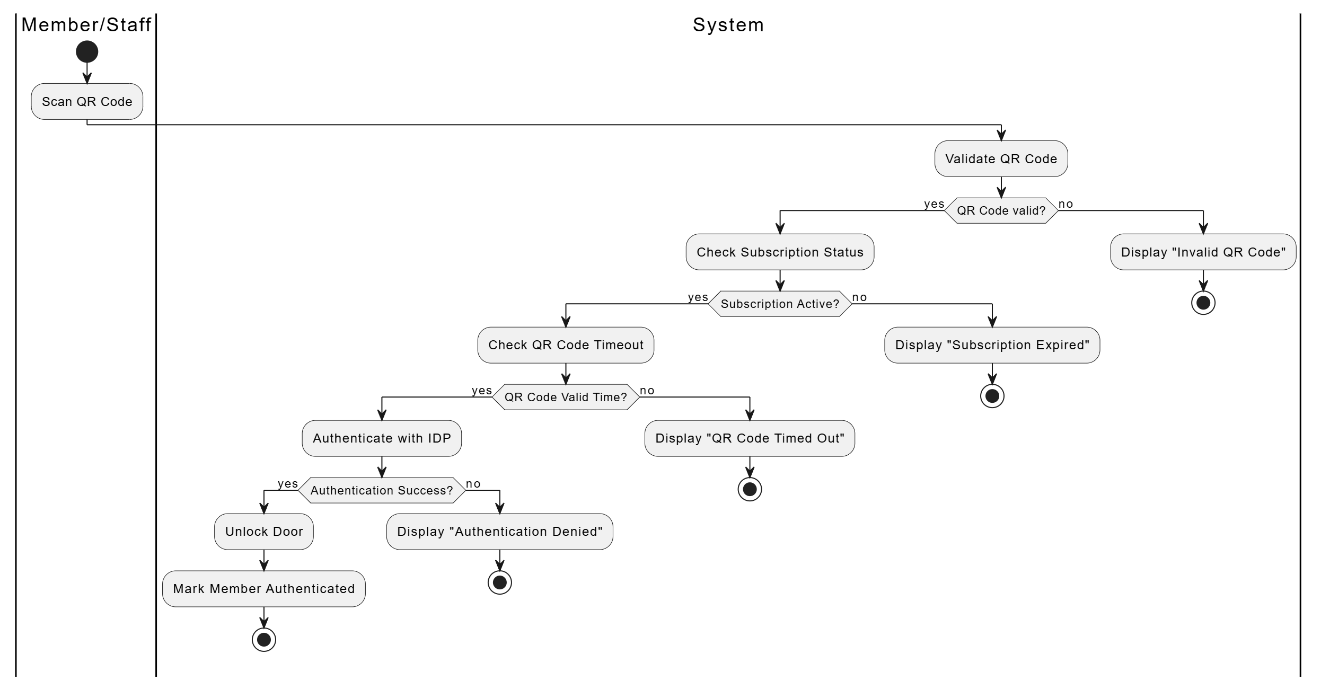 Member/Staff
System
Scan QR Code
Validate QR Code
yes
QR Code valid?
no
Check Subscription Status
Display "Invalid QR Code"
yes
Subscription Active?
no
Check QR Code Timeout
Display "Subscription Expired"
yes
QR Code Valid Time?
no
Authenticate with IDP
Display "QR Code Timed Out"
yes
Authentication Success?
no
Unlock Door
Display "Authentication Denied"
Mark Member Authenticated